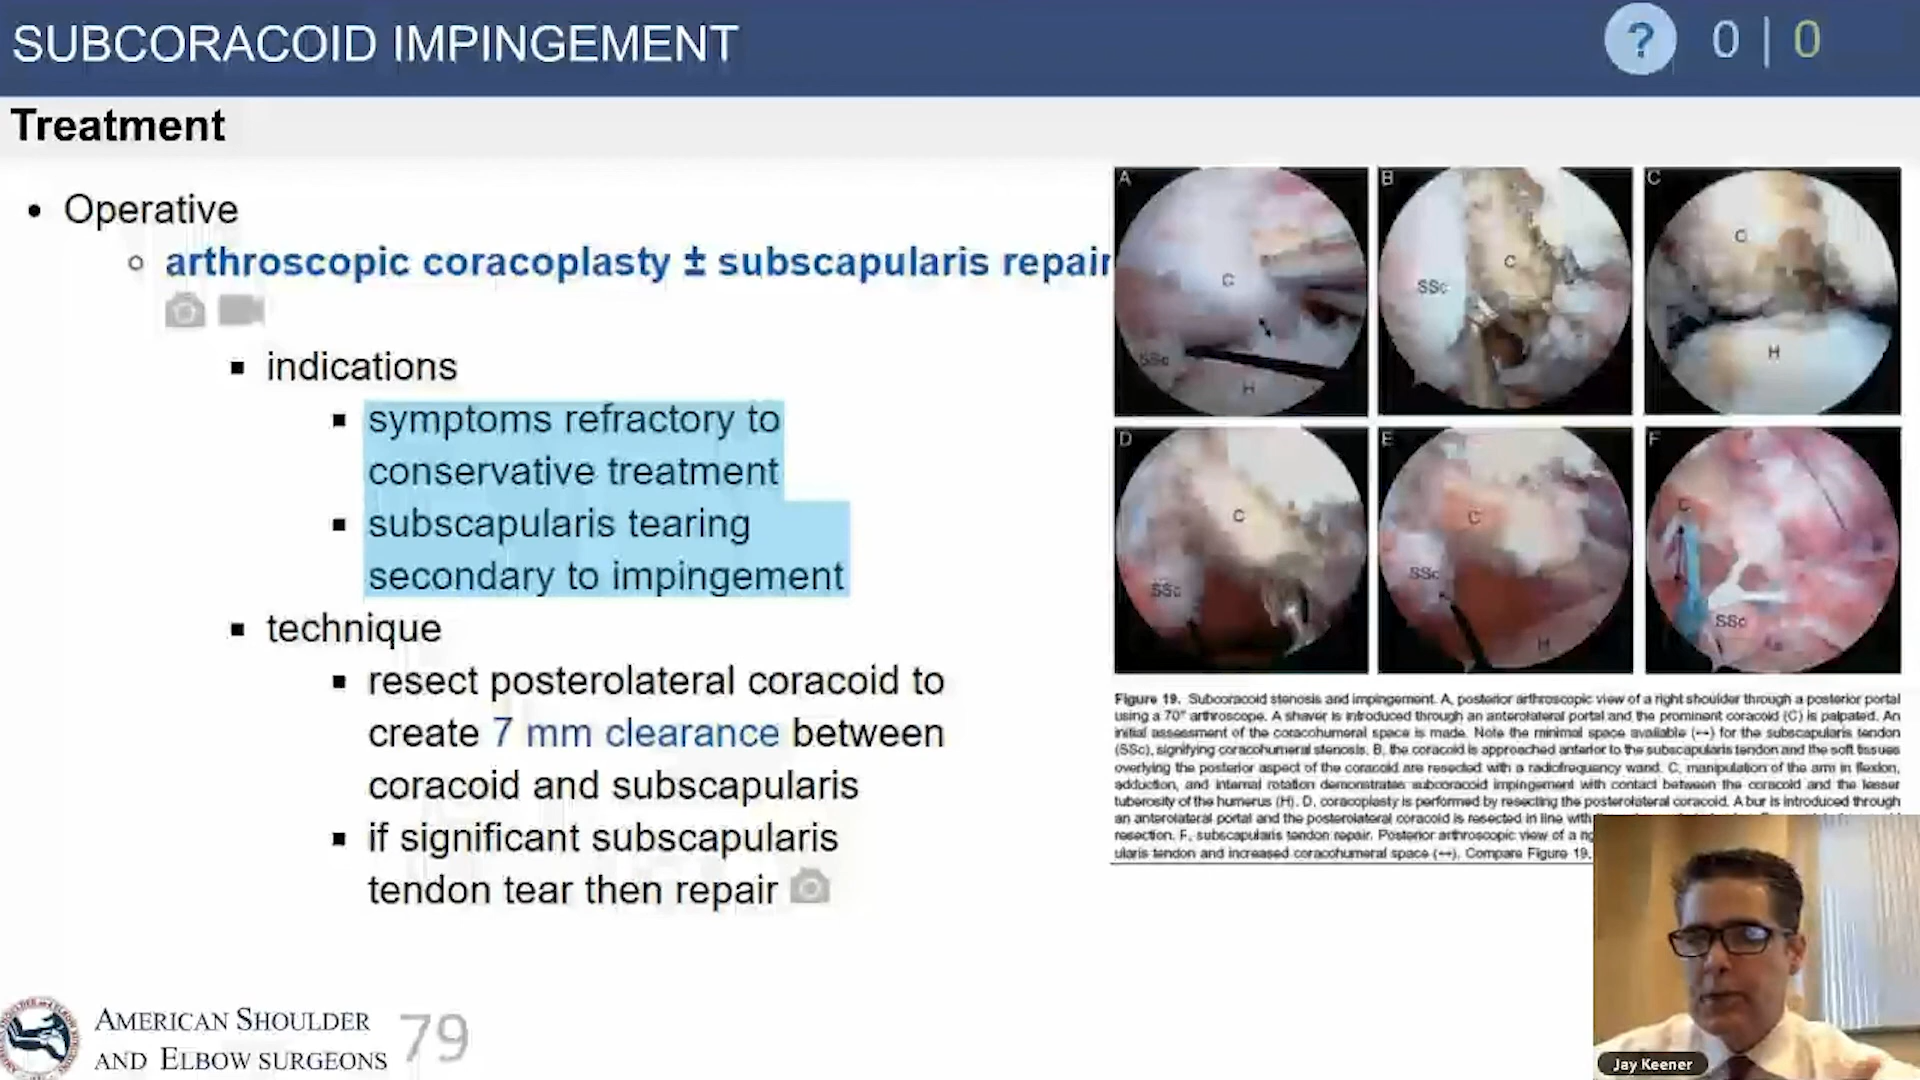 SUBCORACOID IMPINGEMENT
? 0 | 0
Treatment
• Operative
arthroscopic coracoplasty ± subscapularis repair
indications
symptoms refractory to
conservative treatment
subscapularis tearing
secondary to impingement
technique
resect posterolateral coracoid to
create 7 mm clearance between
coracoid and subscapularis
if significant subscapularis
tendon tear then repair
A
C
SSc
H
B
C
SSc
C
C
H
D
C
SSc
E
C
SSc
H
F
C
SSc
Figure 19. Subcoracoid stenosis and impingement. A, posterior arthroscopic view of a right shoulder through a posterior portal
using a 70° arthroscope. A shaver is introduced through an anterolateral portal and the prominent coracoid (C) is palpated. An
initial assessment of the coracohumeral space is made. Note the minimal space available (↔) for the subscapularis tendon
(SSc), signifying coracohumeral stenosis. B, the coracoid is approached anterior to the subscapularis tendon and the soft tissues
overlying the posterior aspect of the coracoid are resected with a radiofrequency wand. C, manipulation of the arm in flexion,
adduction, and internal rotation demonstrates subcoracoid impingement with contact between the coracoid and the lesser
tuberosity of the humerus (H). D, coracoplasty is performed by resecting the posterolateral coracoid. A bur is introduced through
an anterolateral portal and the posterolateral coracoid is resected in line with
resection. F, subscapularis tendon repair. Posterior arthroscopic view of a
ularis tendon and increased coracohumeral space (↔). Compare Figure 19,
AMERICAN SHOULDER
AND ELBOW SURGEONS
79
Jay Keener